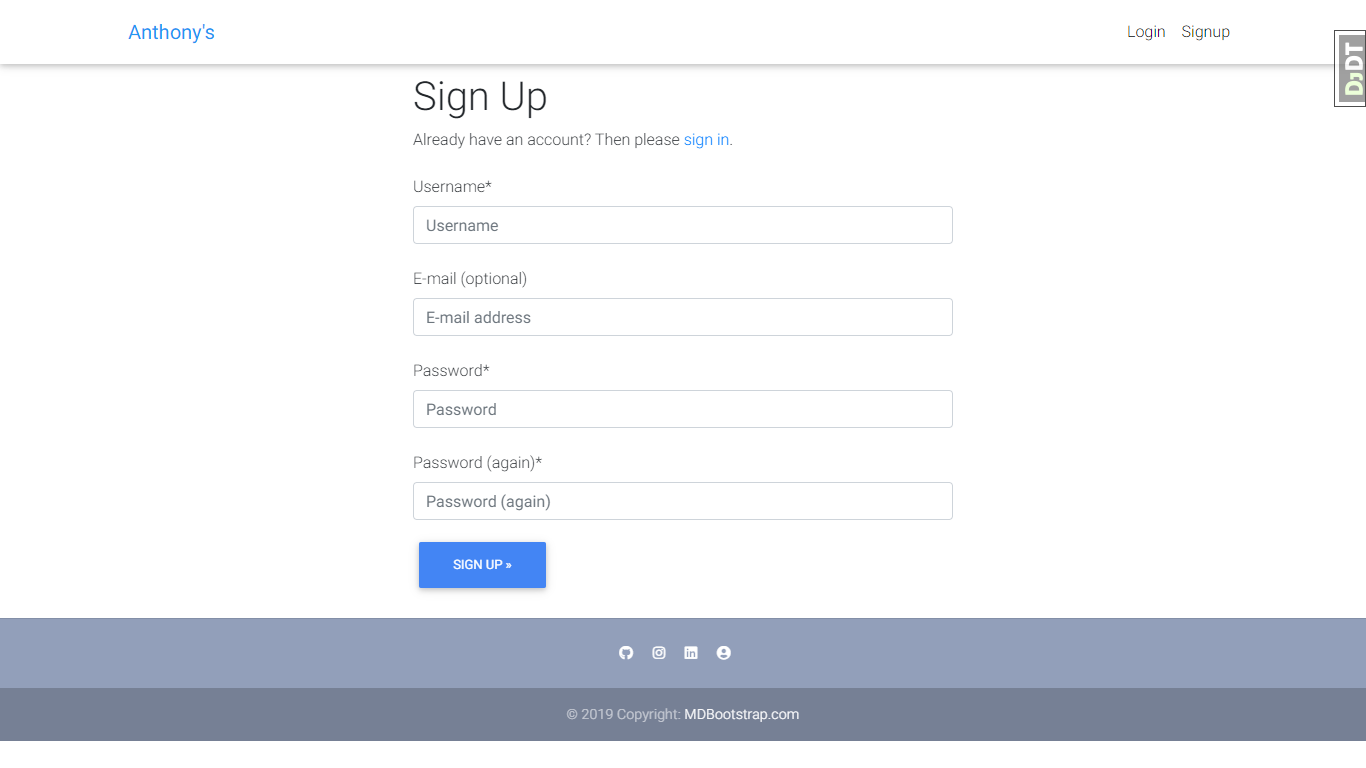 Anthony's
Login
Signup
DJDT
Sign Up
Already have an account? Then please sign in.
Username*
Username
E-mail (optional)
E-mail address
Password*
Password
Password (again)*
Password (again)
SIGN UP »
© 2019 Copyright: MDBootstrap.com